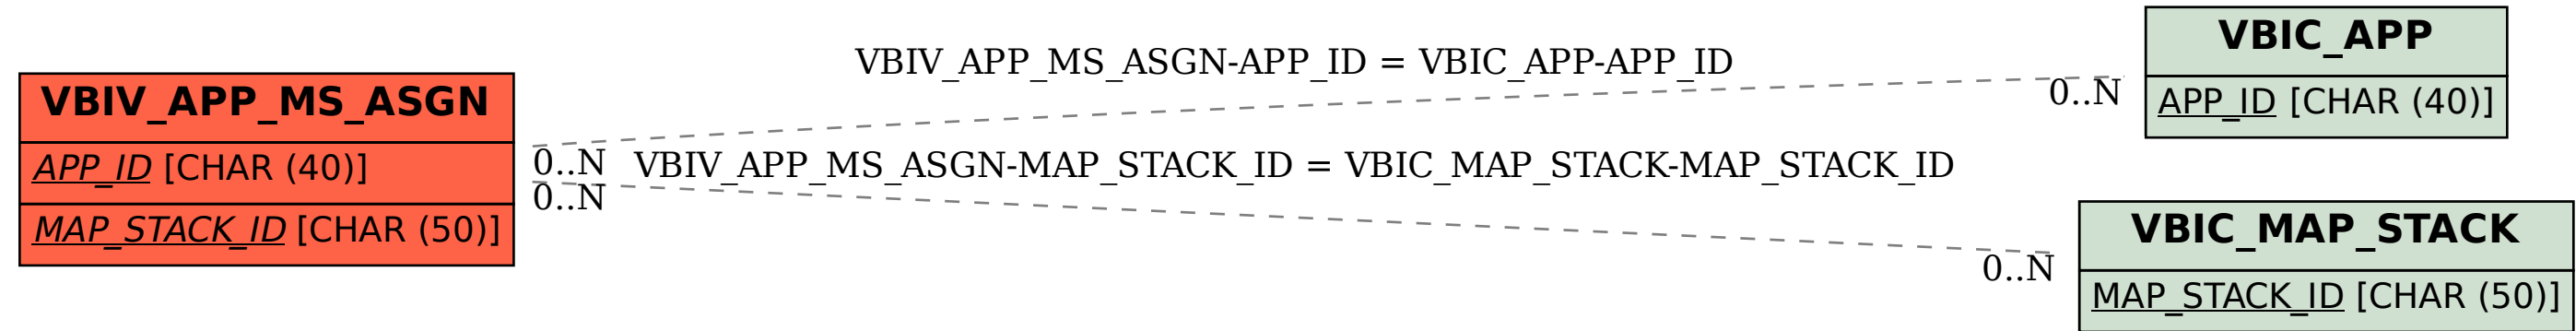 VBIV_APP_MS_ASGN
APP_ID [CHAR (40)]
MAP_STACK_ID [CHAR (50)]
VBIV_APP_MS_ASGN-APP_ID = VBIC_APP-APP_ID
0..N
0..N
VBIV_APP_MS_ASGN-MAP_STACK_ID = VBIC_MAP_STACK-MAP_STACK_ID
0..N
0..N
VBIC_APP
APP_ID [CHAR (40)]
VBIC_MAP_STACK
MAP_STACK_ID [CHAR (50)]